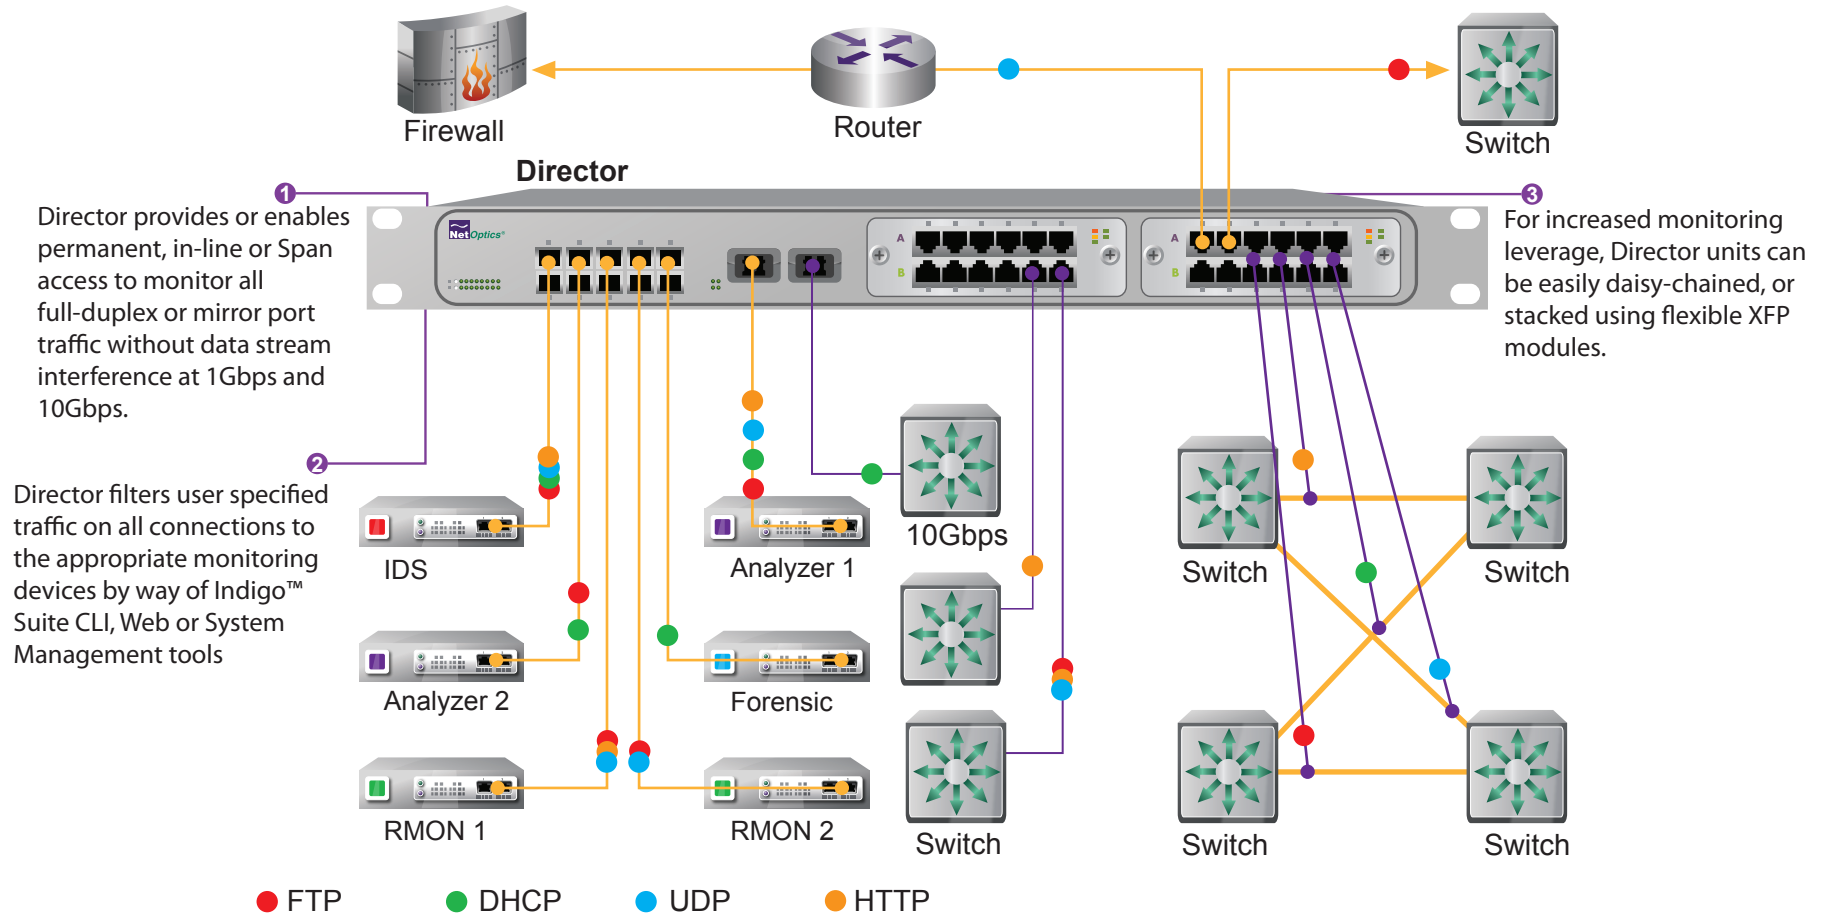 Firewall
Router
Switch
Director
1
Director provides or enables
permanent, in-line or Span
access to monitor all
full-duplex or mirror port
traffic without data stream
interference at 1Gbps and
10Gbps.
2
Director filters user specified
traffic on all connections to
the appropriate monitoring
devices by way of Indigo™
Suite CLI, Web or System
Management tools
3
For increased monitoring
leverage, Director units can
be easily daisy-chained, or
stacked using flexible XFP
modules.
NetOptics®
A
B
A
B
IDS
Analyzer 1
10Gbps
Switch
Switch
Analyzer 2
Forensic
RMON 1
RMON 2
Switch
Switch
Switch
FTP
DHCP
UDP
HTTP